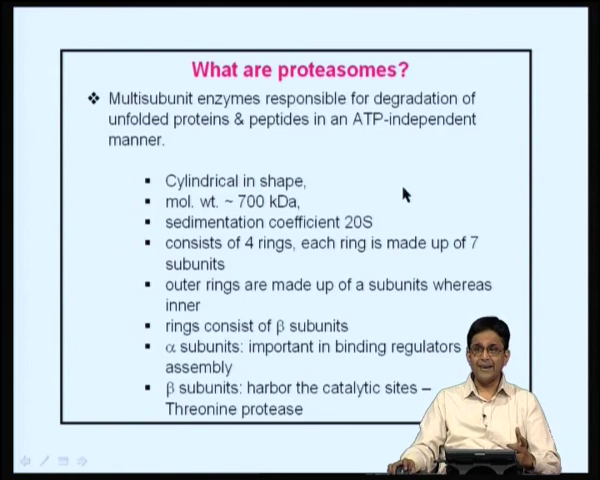 What are proteasomes?
❖ Multisubunit enzymes responsible for degradation of
unfolded proteins & peptides in an ATP-independent
manner.
▪ Cylindrical in shape,
▪ mol. wt. ~ 700 kDa,
▪ sedimentation coefficient 20S
▪ consists of 4 rings, each ring is made up of 7
subunits
▪ outer rings are made up of a subunits whereas
inner
▪ rings consist of β subunits
▪ α subunits: important in binding regulators
assembly
▪ β subunits: harbor the catalytic sites –
Threonine protease